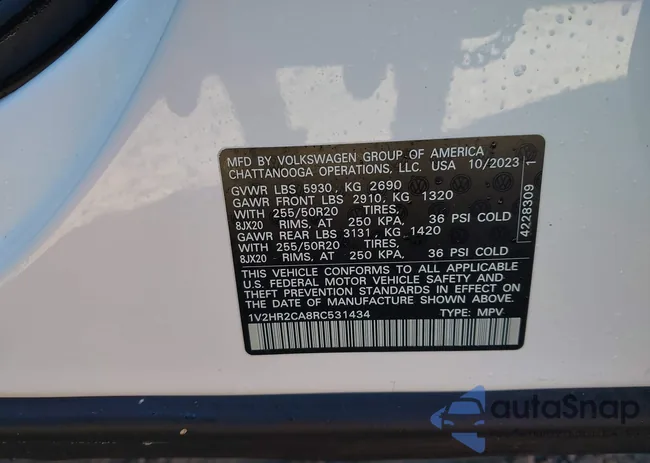 MFD BY VOLKSWAGEN GROUP OF AMERICA
CHATTANOOGA OPERATIONS, LLC. USA 10/2023
GVWR LBS 5930, KG 2690
GAWR FRONT LBS 2910, KG 1320
WITH 255/50R20 TIRES,
8JX20 RIMS, AT 250 KPA, 36 PSI COLD
GAWR REAR LBS 3131, KG 1420
WITH 255/50R20 TIRES,
8JX20 RIMS, AT 250 KPA, 36 PSI COLD
THIS VEHICLE CONFORMS TO ALL APPLICABLE
U.S. FEDERAL MOTOR VEHICLE SAFETY AND
THEFT PREVENTION STANDARDS IN EFFECT ON
THE DATE OF MANUFACTURE SHOWN ABOVE.
1V2HR2CA8RC531434 TYPE: MPV
4228309 1
autaSnap